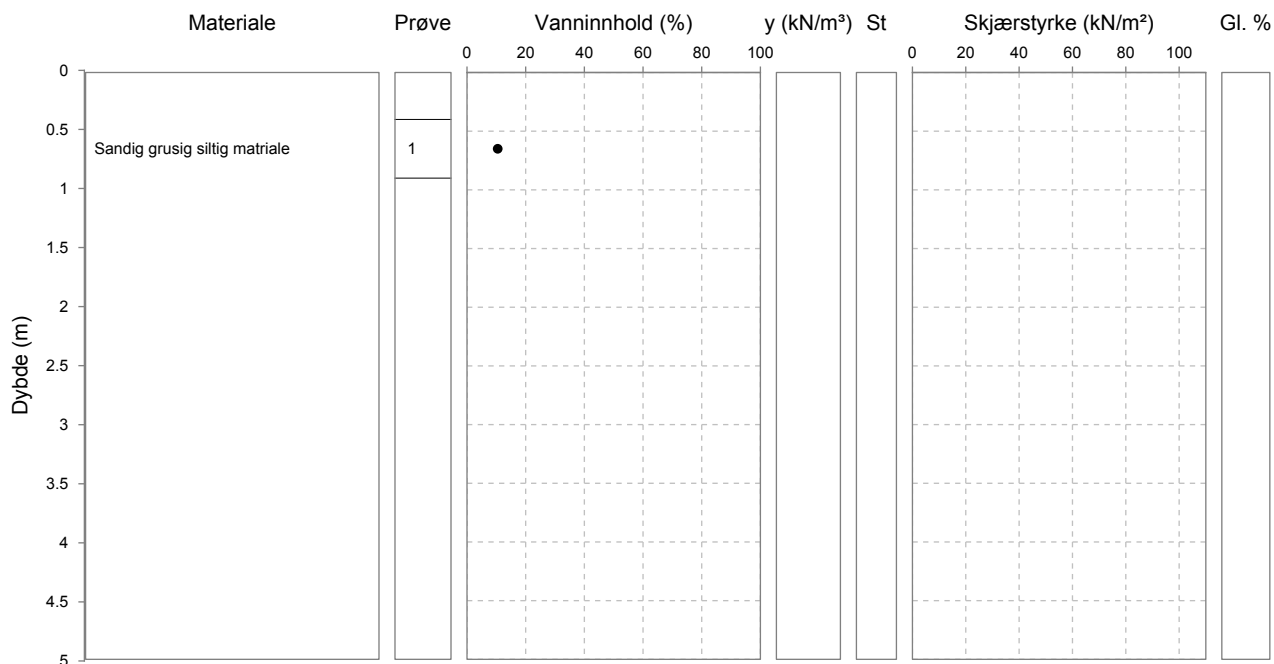 Materiale Prøve Vanninnhold (%) y (kN/m³) St Skjærstyrke (kN/m²) Gl. %
0 20 40 60 80 100 0 20 40 60 80 100
0
0.5
Sandig grusig siltig matriale 1
1
1.5
2
2.5
3
3.5
4
4.5
5
Dybde (m)